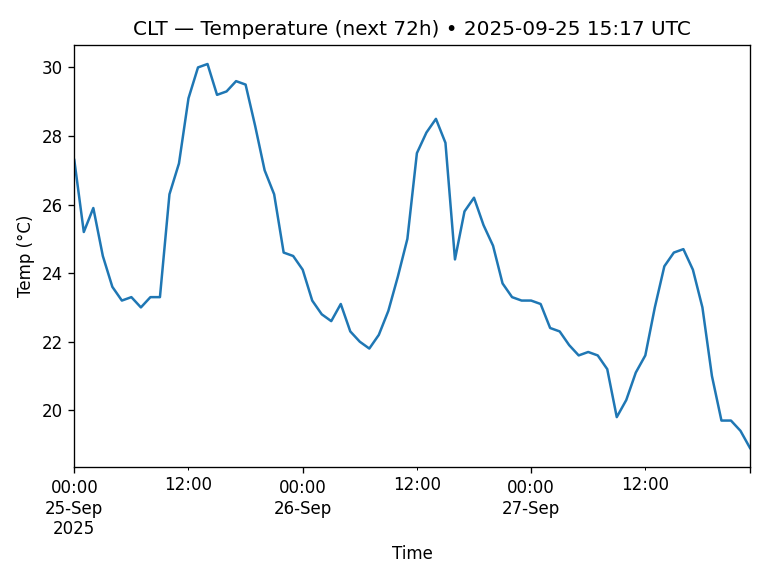 CLT — Temperature (next 72h) • 2025-09-25 15:17 UTC
Temp (°C)
30
28
26
24
22
20
00:00 12:00 00:00 12:00 00:00 12:00
25-Sep 26-Sep 27-Sep
2025
Time